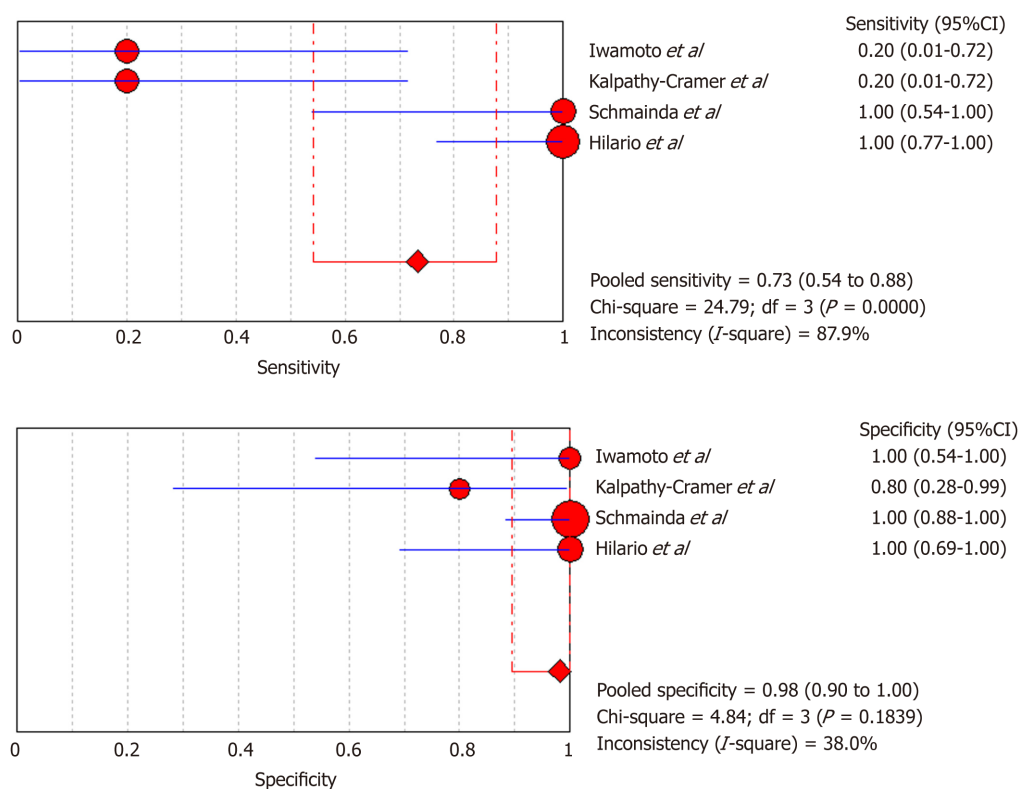 Sensitivity (95%CI)
Iwamoto et al 0.20 (0.01-0.72)
Kalpathy-Cramer et al 0.20 (0.01-0.72)
Schmainda et al 1.00 (0.54-1.00)
Hilario et al 1.00 (0.77-1.00)
Pooled sensitivity = 0.73 (0.54 to 0.88)
Chi-square = 24.79; df = 3 (P = 0.0000)
Inconsistency (I-square) = 87.9%
0 0.2 0.4 0.6 0.8 1
Sensitivity
Specificity (95%CI)
Iwamoto et al 1.00 (0.54-1.00)
Kalpathy-Cramer et al 0.80 (0.28-0.99)
Schmainda et al 1.00 (0.88-1.00)
Hilario et al 1.00 (0.69-1.00)
Pooled specificity = 0.98 (0.90 to 1.00)
Chi-square = 4.84; df = 3 (P = 0.1839)
Inconsistency (I-square) = 38.0%
0 0.2 0.4 0.6 0.8 1
Specificity